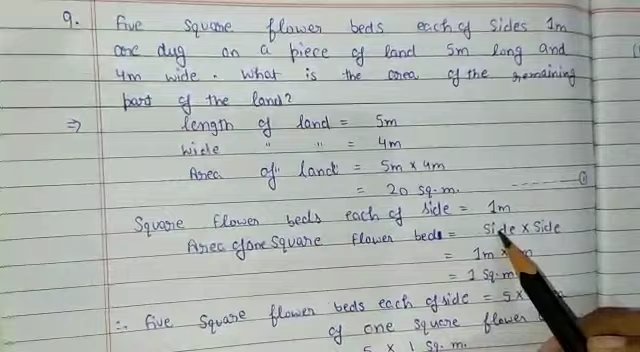 9. Five square flower beds each of sides 1m
are dug on a piece of land 5m long and
4m wide. What is the area of the remaining
part of the land?
⇒ length of land = 5m
wide " " = 4m
Area of land = 5m × 4m
= 20 sq.m. -------- ①
Square flower beds each of side = 1m
Area of one square flower beds = side × side
= 1m ×
= 1 sq.m
∴ five square flower beds each of side = 5 ×
of one square flower
5 × 1 sq.m.